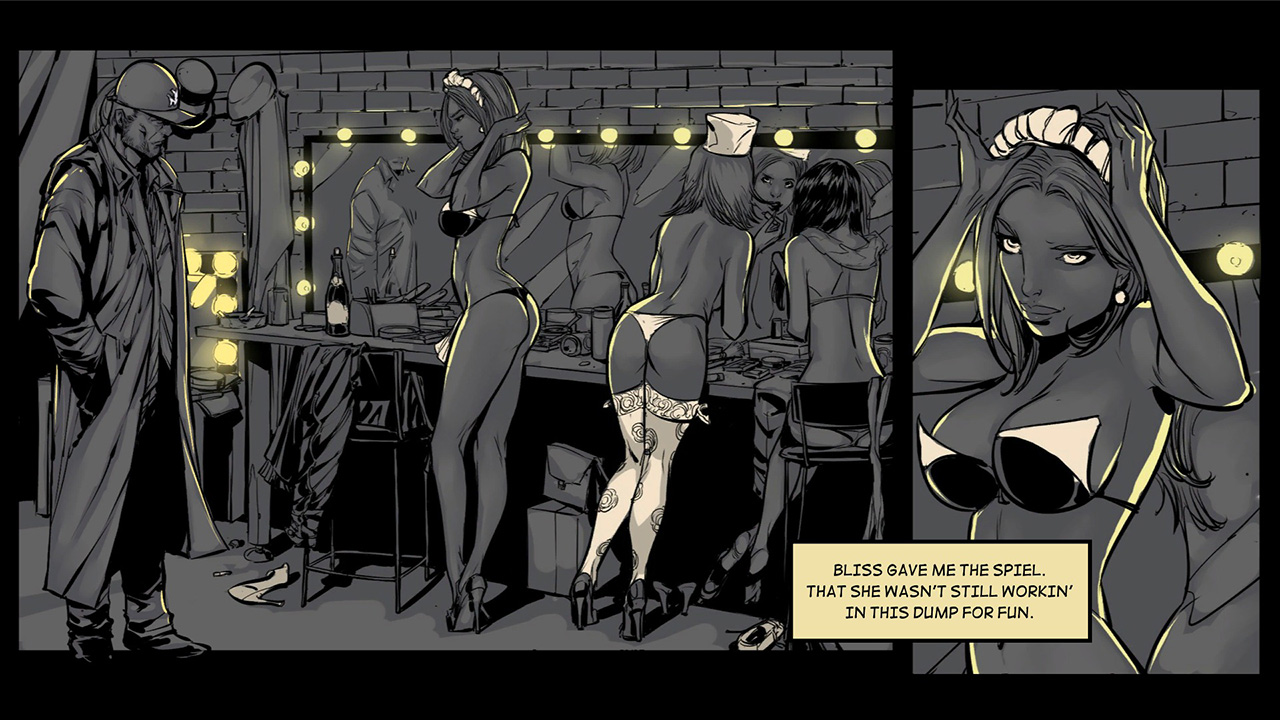 BLISS GAVE ME THE SPIEL.
THAT SHE WASN'T STILL WORKIN'
IN THIS DUMP FOR FUN.